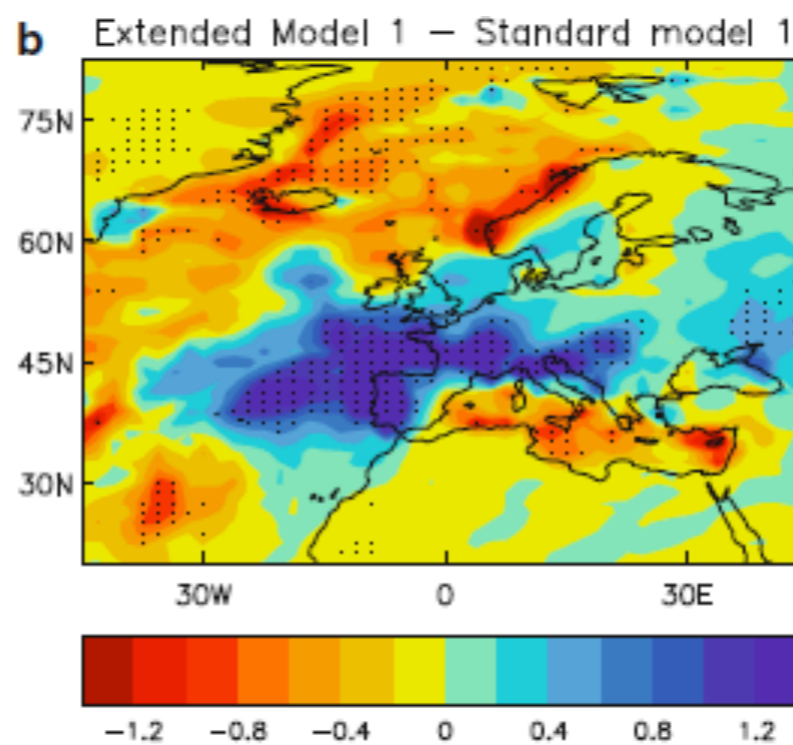 b Extended Model 1 – Standard model 1
75N
60N
45N
30N
30W 0 30E
−1.2 −0.8 −0.4 0 0.4 0.8 1.2